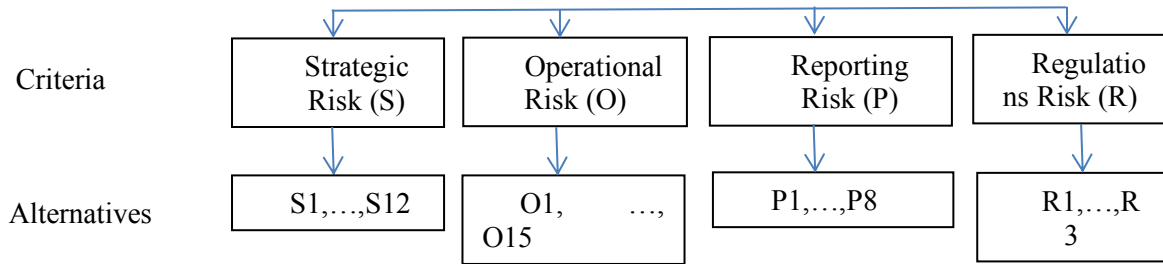 Criteria
Strategic
Risk (S)
Operational
Risk (O)
Reporting
Risk (P)
Regulatio
ns Risk (R)
Alternatives
S1,…,S12
O1, …,
O15
P1,…,P8
R1,…,R
3